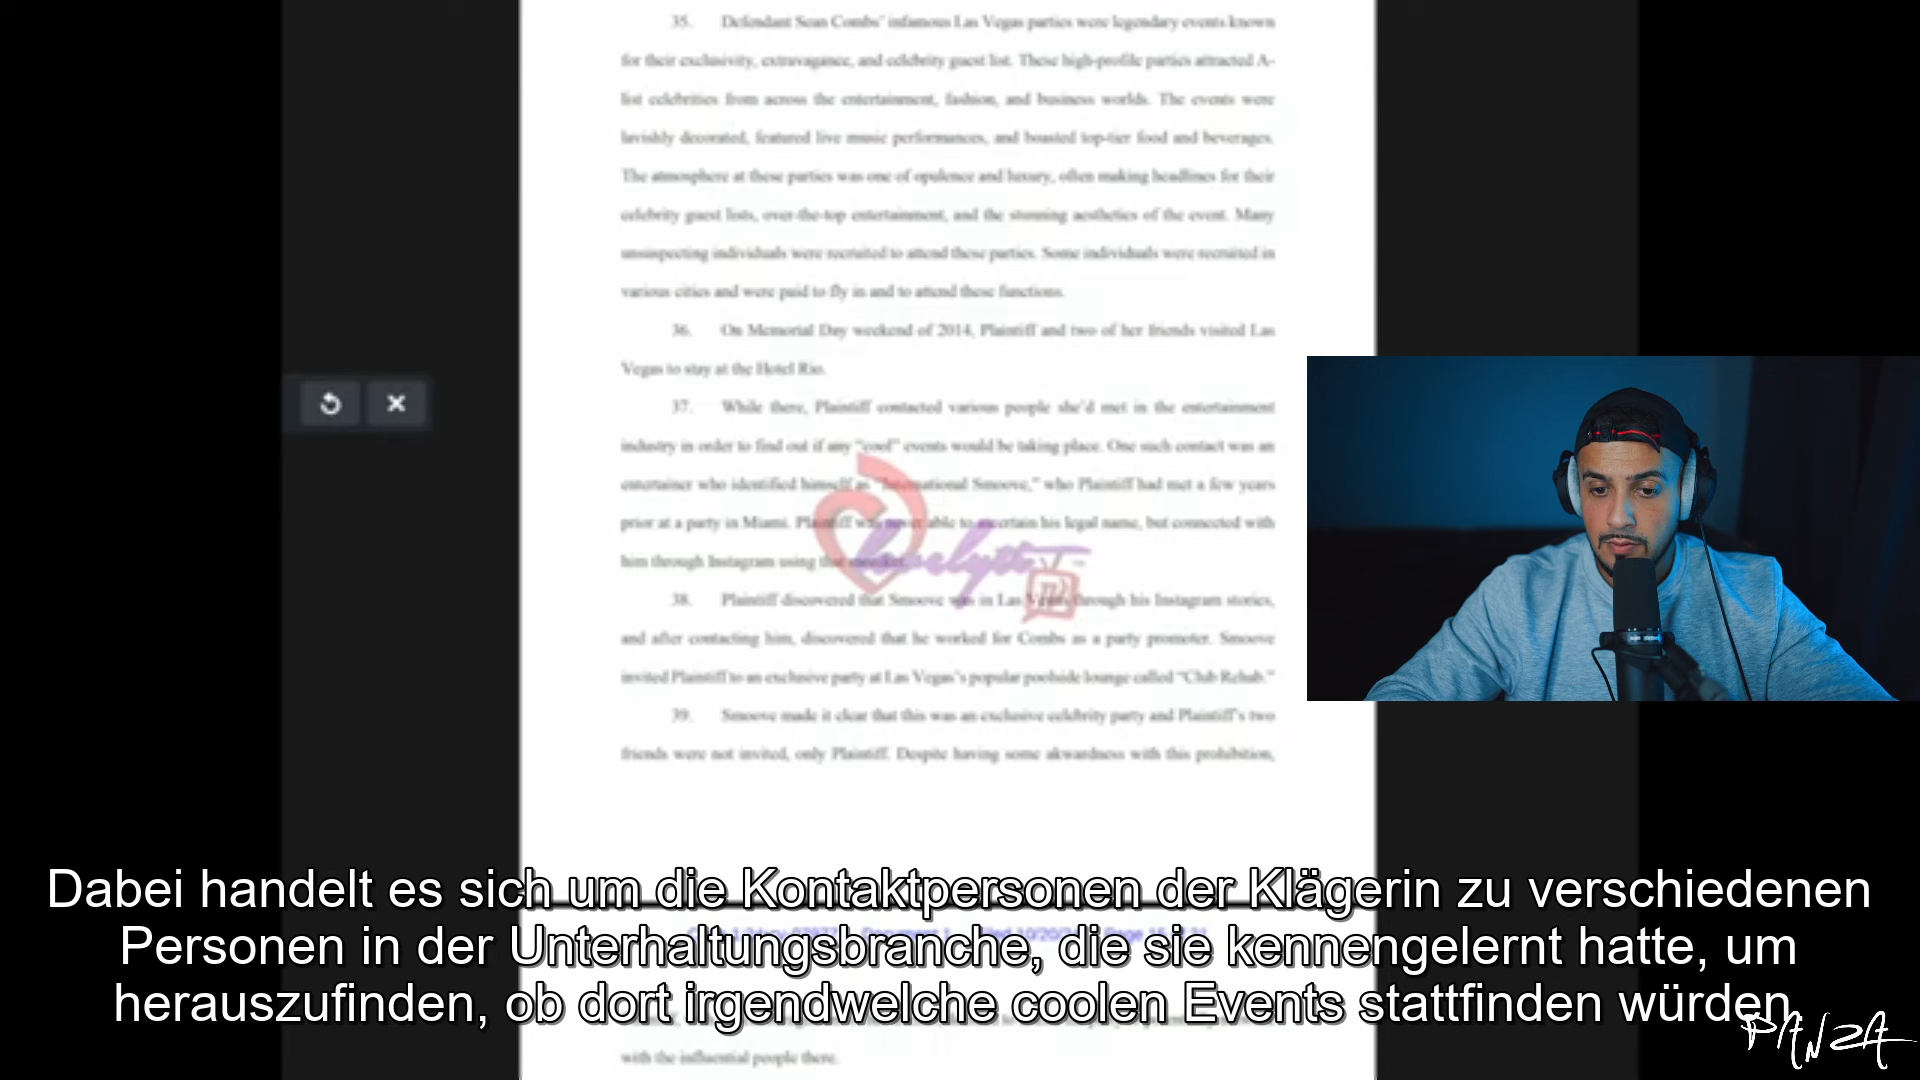 35. Defendant Sean Combs' infamous Las Vegas parties were legendary events known
for their exclusivity, extravagance, and celebrity guest list. These high-profile parties attracted A-
list celebrities from across the entertainment, fashion, and business worlds. The events were
lavishly decorated, featured live music performances, and boasted top-tier food and beverages.
The atmosphere at these parties was one of opulence and luxury, often making headlines for their
celebrity guest lists, over-the-top entertainment, and the stunning aesthetics of the event. Many
unsuspecting individuals were recruited to attend these parties. Some individuals were recruited in
various cities and were paid to fly in and to attend these functions.
36. On Memorial Day weekend of 2014, Plaintiff and two of her friends visited Las
Vegas to stay at the Hotel Rio.
37. While there, Plaintiff contacted various people she'd met in the entertainment
industry in order to find out if any "cool" events would be taking place. One such contact was an
entertainer who identified himself as "International Smoove," who Plaintiff had met a few years
prior at a party in Miami. Plaintiff was never able to ascertain his legal name, but connected with
him through Instagram using that
38. Plaintiff discovered that Smoove was in Las Vegas through his Instagram stories,
and after contacting him, discovered that he worked for Combs as a party promoter. Smoove
invited Plaintiff to an exclusive party at Las Vegas's popular poolside lounge called "Club Rehab."
39. Smoove made it clear that this was an exclusive celebrity party and Plaintiff's two
friends were not invited, only Plaintiff. Despite having some akwardness with this prohibition,
Dabei handelt es sich um die Kontaktpersonen der Klägerin zu verschiedenen
Personen in der Unterhaltungsbranche, die sie kennengelernt hatte, um
herauszufinden, ob dort irgendwelche coolen Events stattfinden würden.
PANZA
with the influential people there.